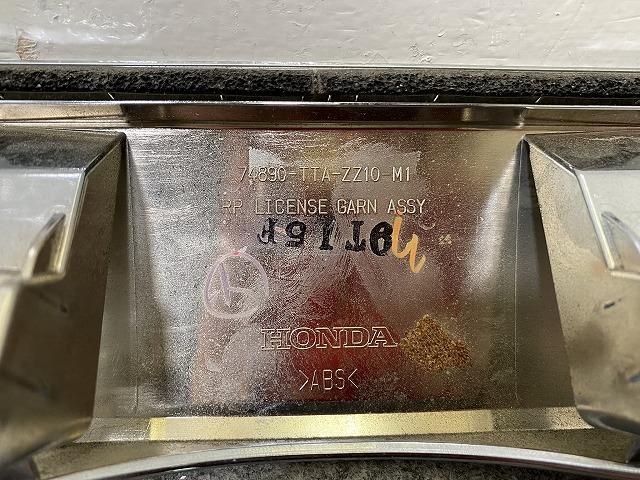 74890-TTA-ZZ10-M1
RR LICENSE GARN ASSY
HONDA
>ABS<